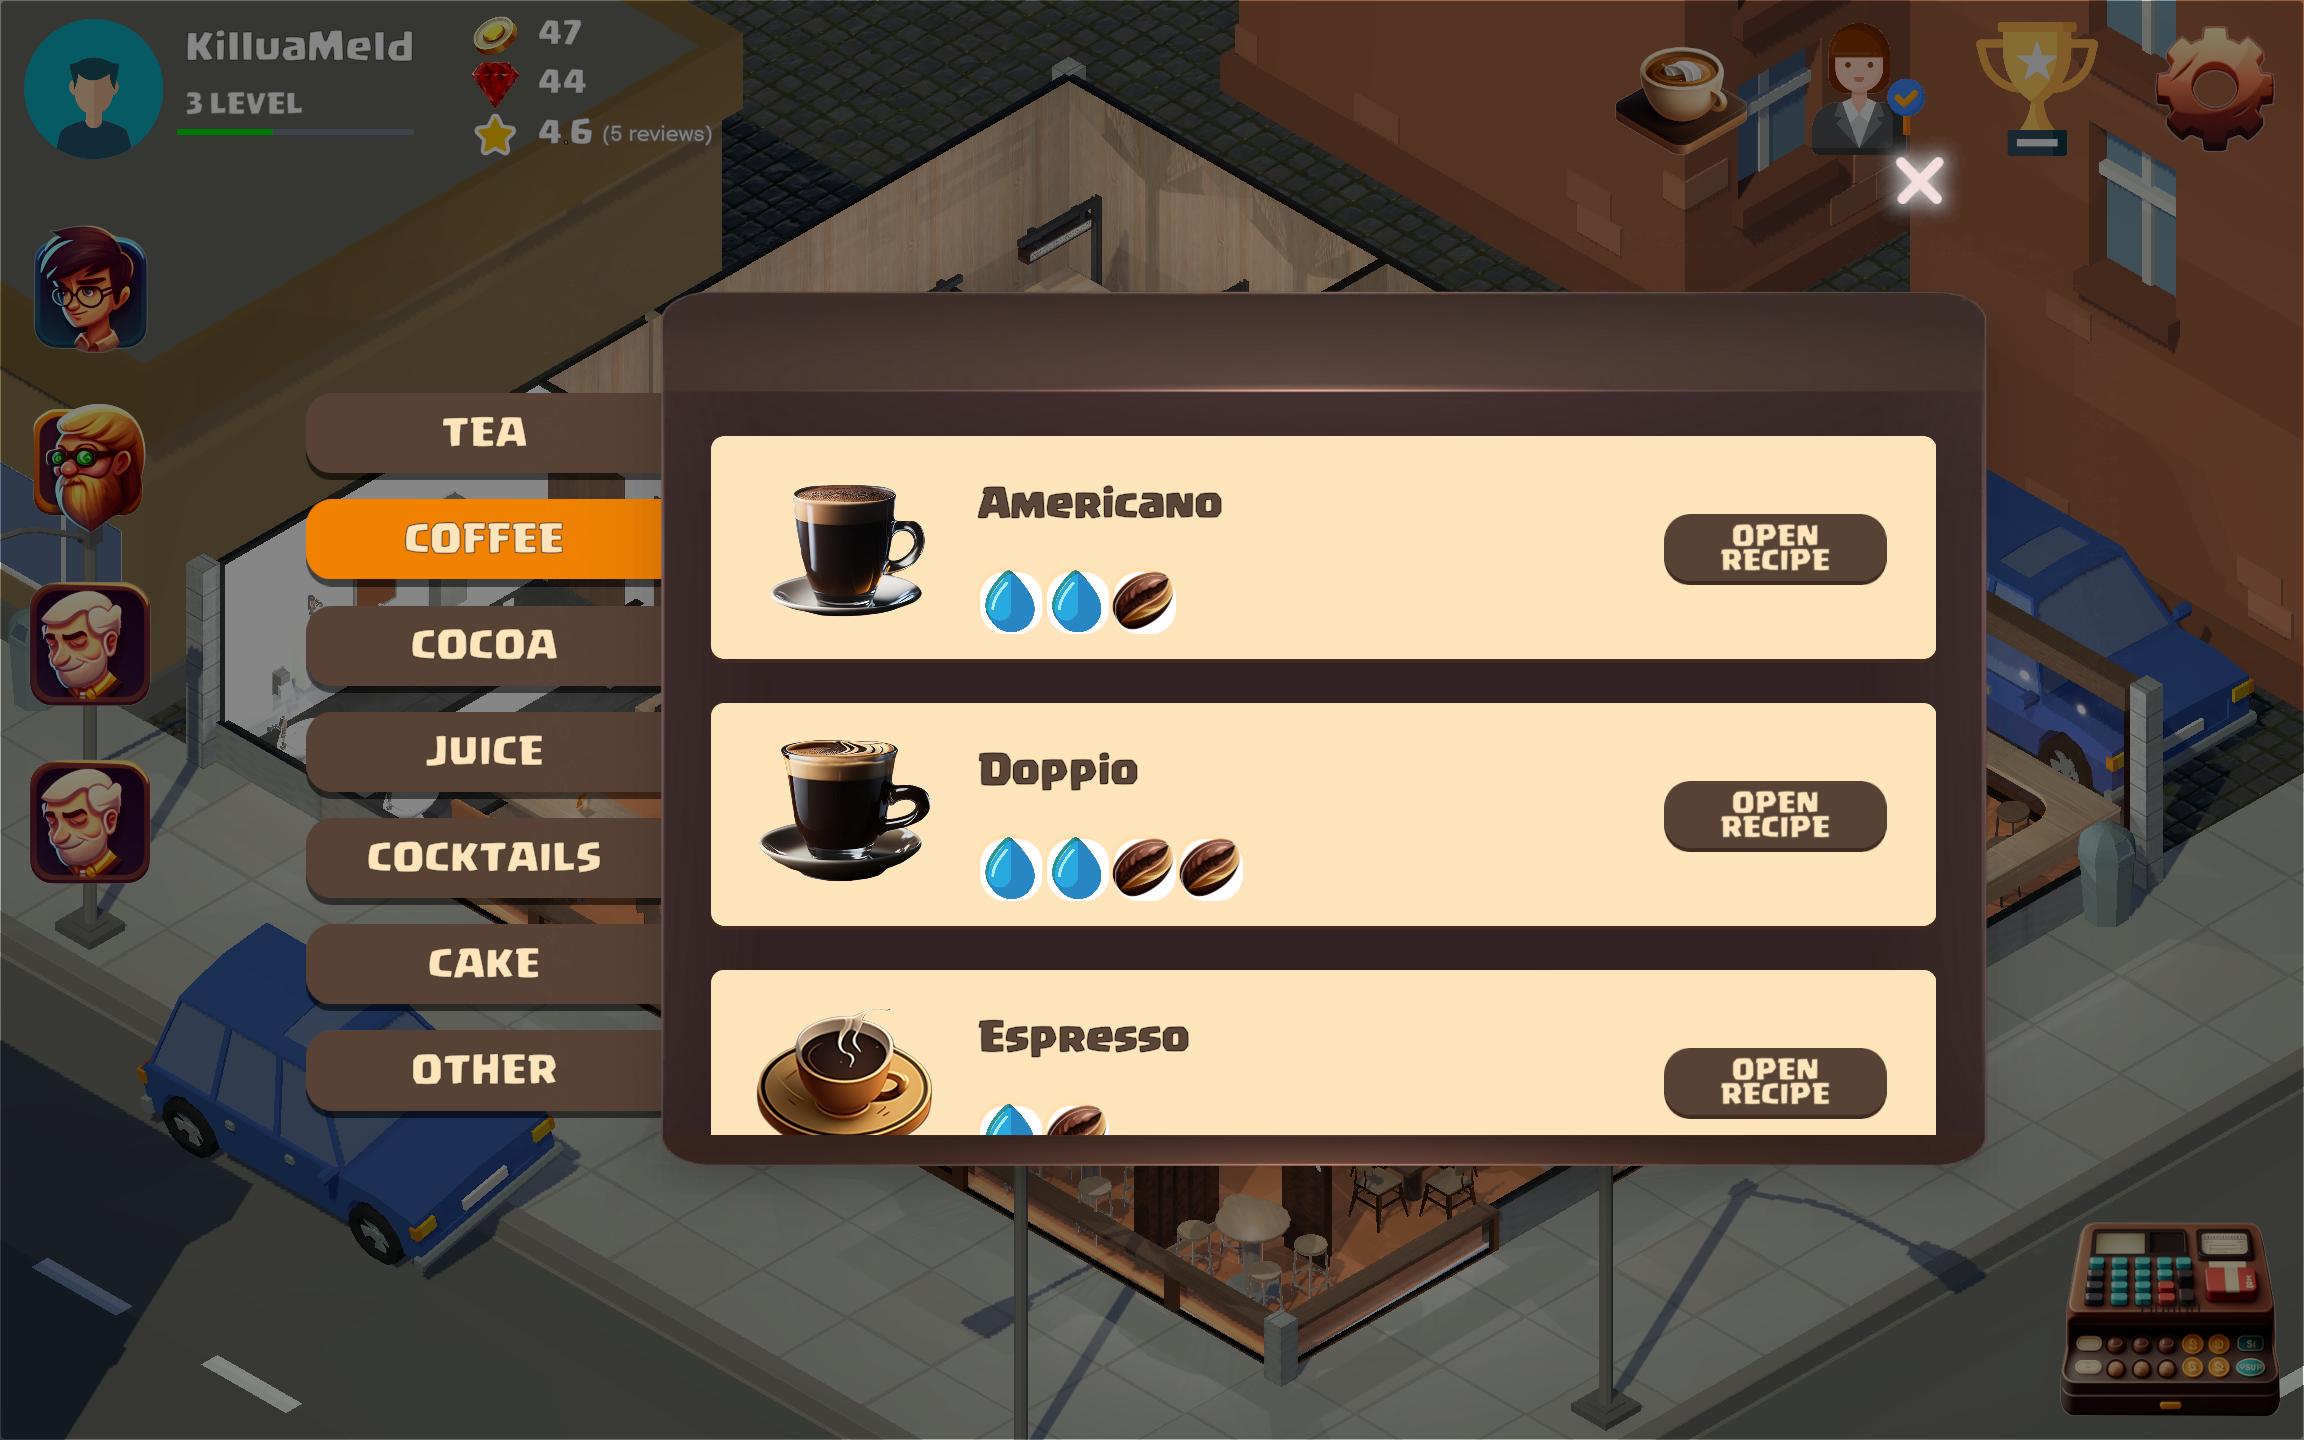 KilluaMeld
3 LEVEL
47
44
4.6 (5 reviews)
TEA
COFFEE
COCOA
JUICE
COCKTAILS
CAKE
OTHER
Americano
OPEN
RECIPE
Doppio
OPEN
RECIPE
Espresso
OPEN
RECIPE